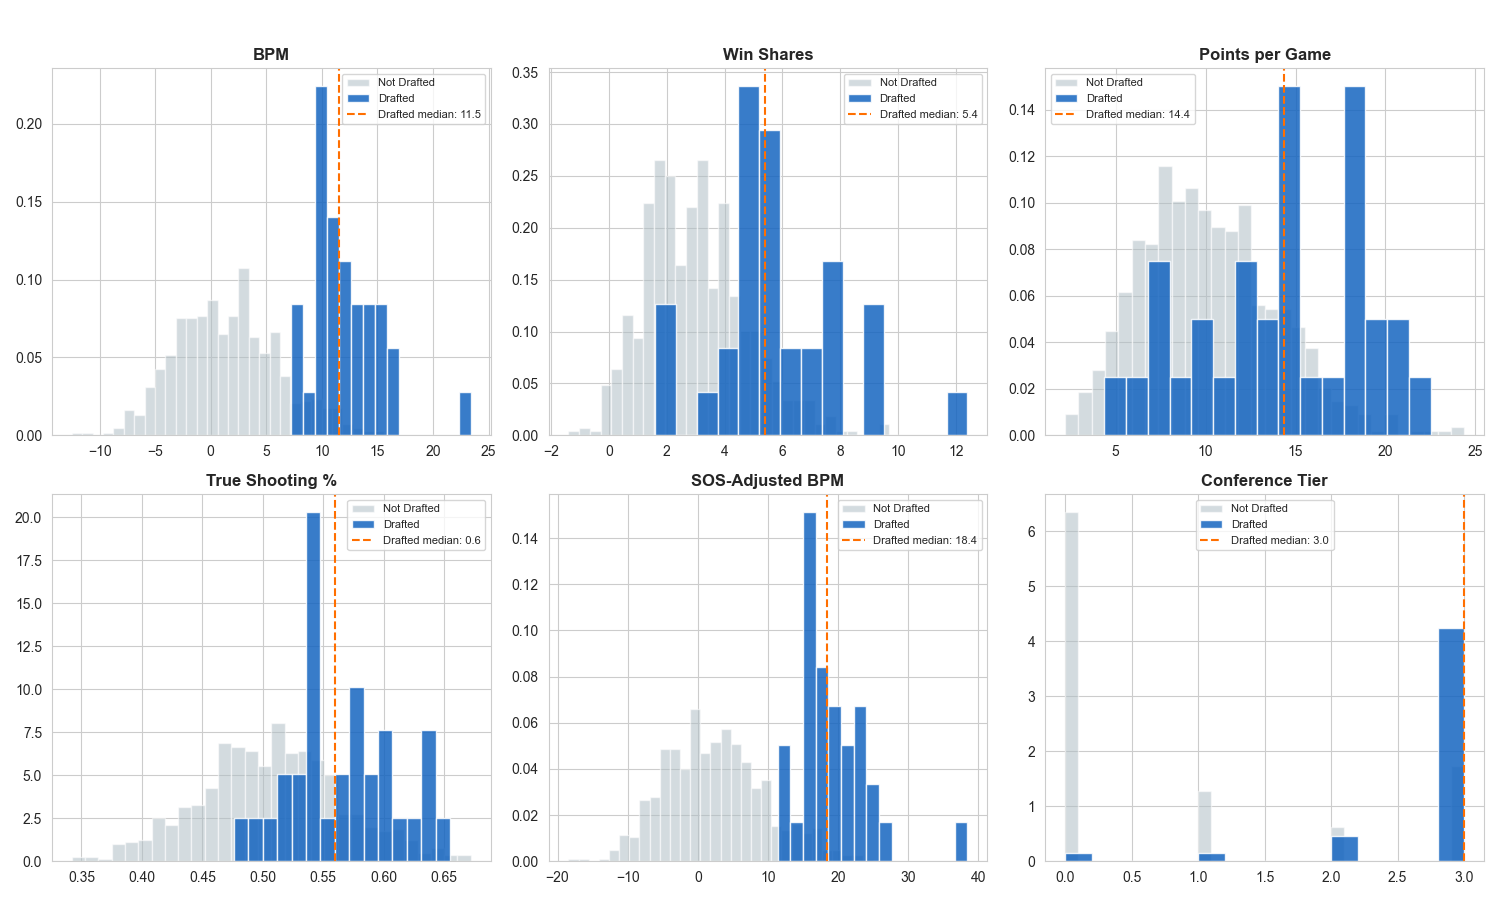 BPM
Not Drafted
Drafted
Drafted median: 11.5
0.20
0.15
0.10
0.05
0.00
−10 −5 0 5 10 15 20 25
Win Shares
Not Drafted
Drafted
Drafted median: 5.4
0.35
0.30
0.25
0.20
0.15
0.10
0.05
0.00
−2 0 2 4 6 8 10 12
Points per Game
Not Drafted
Drafted
Drafted median: 14.4
0.14
0.12
0.10
0.08
0.06
0.04
0.02
0.00
5 10 15 20 25
True Shooting %
Not Drafted
Drafted
Drafted median: 0.6
20.0
17.5
15.0
12.5
10.0
7.5
5.0
2.5
0.0
0.35 0.40 0.45 0.50 0.55 0.60 0.65
SOS-Adjusted BPM
Not Drafted
Drafted
Drafted median: 18.4
0.14
0.12
0.10
0.08
0.06
0.04
0.02
0.00
−20 −10 0 10 20 30 40
Conference Tier
Not Drafted
Drafted
Drafted median: 3.0
6
5
4
3
2
1
0
0.0 0.5 1.0 1.5 2.0 2.5 3.0